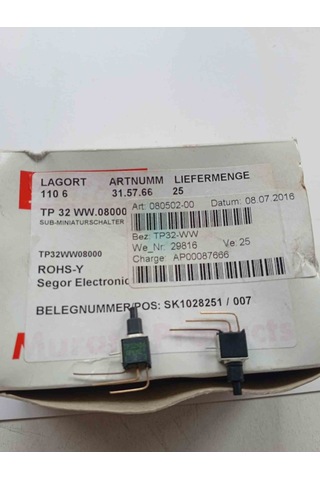 LAGORT ARTNUMM LIEFERMENGE
110 6 31.57.66 25
TP 32 WW.08000
SUB-MINIATURSCHALTER
Art: 080502-00 Datum: 08.07.2016
Bez: TP32-WW
We_Nr: 29816 Ve: 25
Charge: AP00087666
TP32WW08000
ROHS-Y
Segor Electronic
BELEGNUMMER/POS: SK1028251 / 007